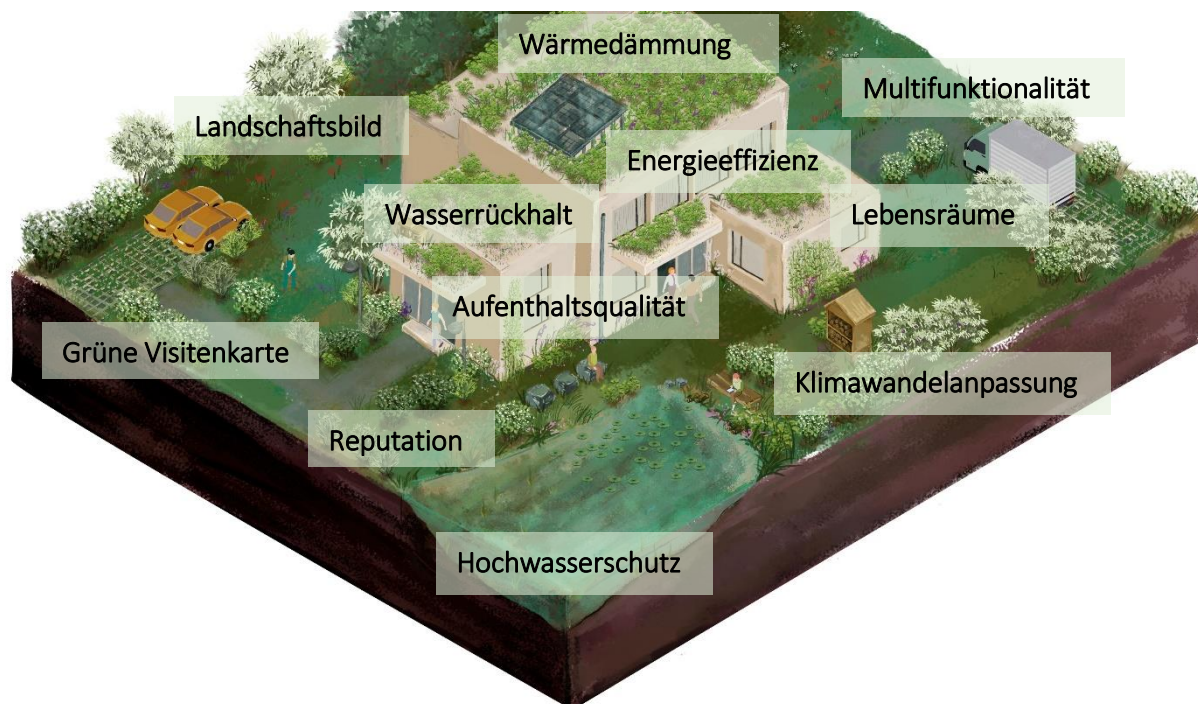 Wärmedämmung
Multifunktionalität
Landschaftsbild
Energieeffizienz
Wasserrückhalt
Lebensräume
Aufenthaltsqualität
Grüne Visitenkarte
Klimawandelanpassung
Reputation
Hochwasserschutz